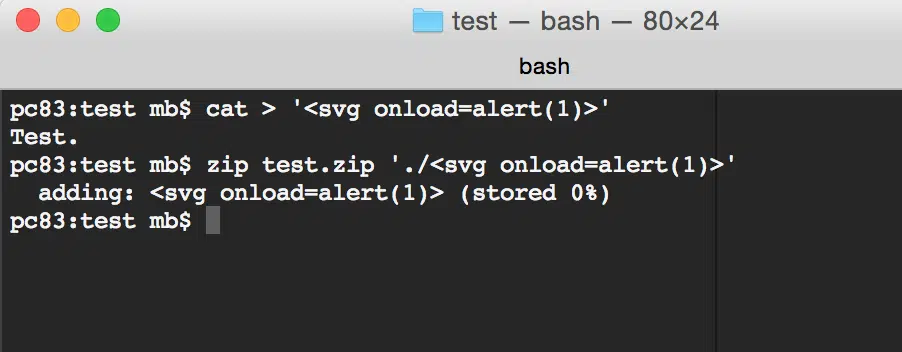 test — bash — 80×24
bash
pc83:test mb$ cat > '<svg onload=alert(1)>'
Test.
pc83:test mb$ zip test.zip './<svg onload=alert(1)>'
  adding: <svg onload=alert(1)> (stored 0%)
pc83:test mb$